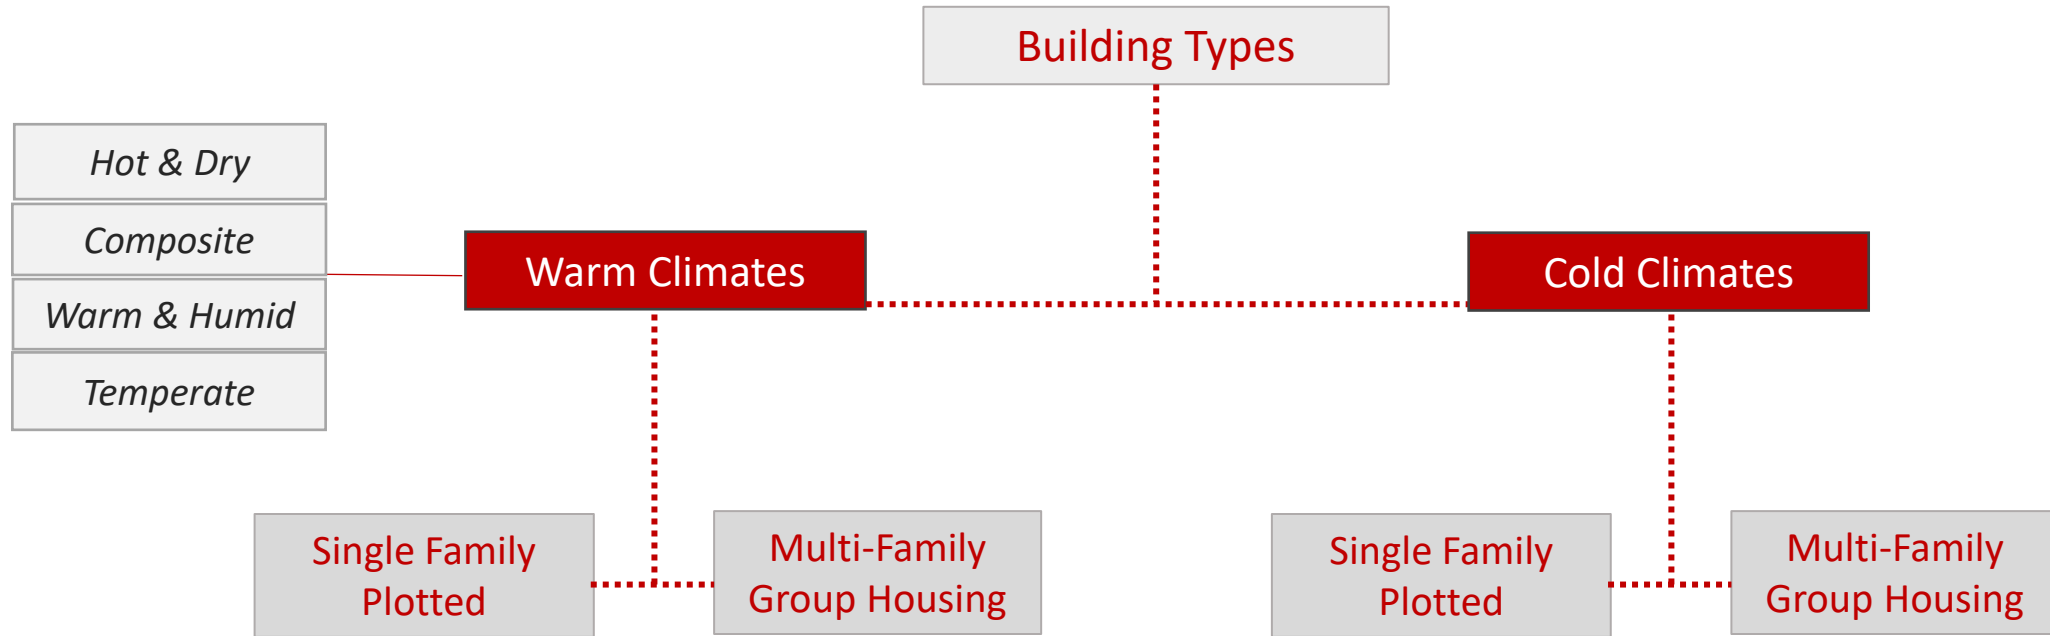 Building Types
Hot & Dry
Composite
Warm & Humid
Temperate
Warm Climates
Cold Climates
Single Family
Plotted
Multi-Family
Group Housing
Single Family
Plotted
Multi-Family
Group Housing